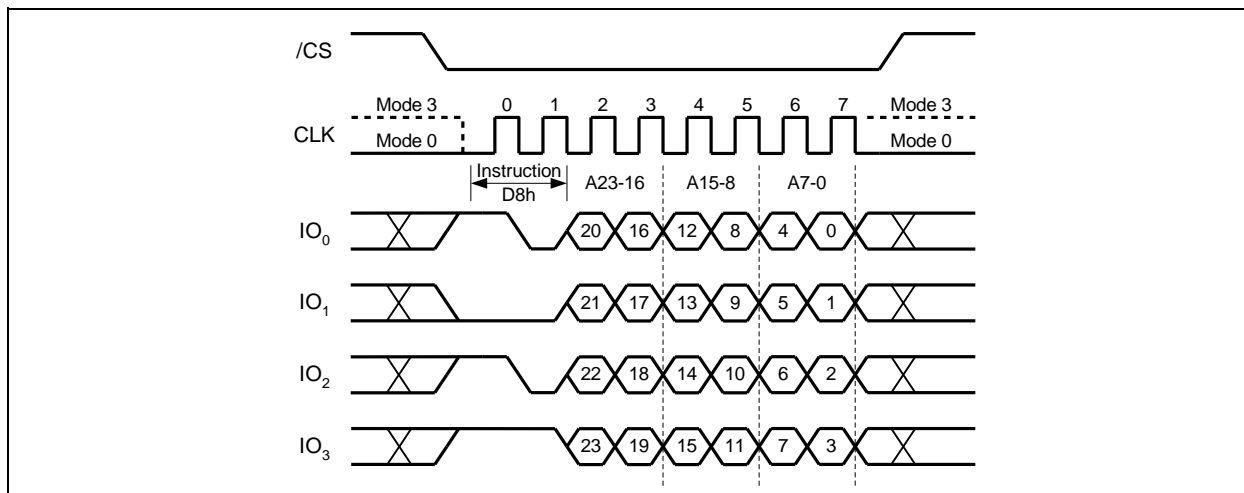 /CS
Mode 3 0 1 2 3 4 5 6 7 Mode 3
CLK Mode 0 Mode 0
Instruction
D8h A23-16 A15-8 A7-0
IO0 20 16 12 8 4 0
IO1 21 17 13 9 5 1
IO2 22 18 14 10 6 2
IO3 23 19 15 11 7 3